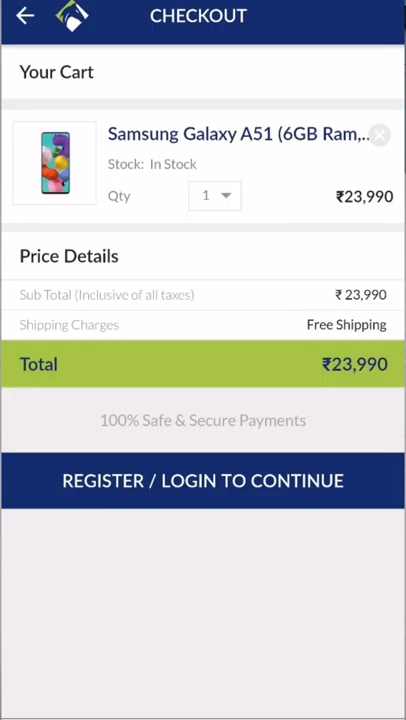 CHECKOUT
Your Cart
Samsung Galaxy A51 (6GB Ram,..
Stock: In Stock
Qty 1 ₹23,990
Price Details
Sub Total (Inclusive of all taxes) ₹ 23,990
Shipping Charges Free Shipping
Total ₹23,990
100% Safe & Secure Payments
REGISTER / LOGIN TO CONTINUE